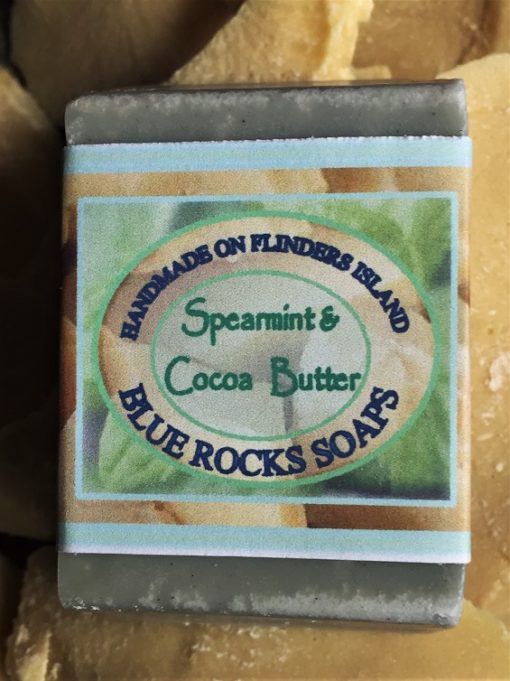 HANDMADE ON FLINDERS ISLAND
Spearmint &
Cocoa Butter
BLUE ROCKS SOAPS